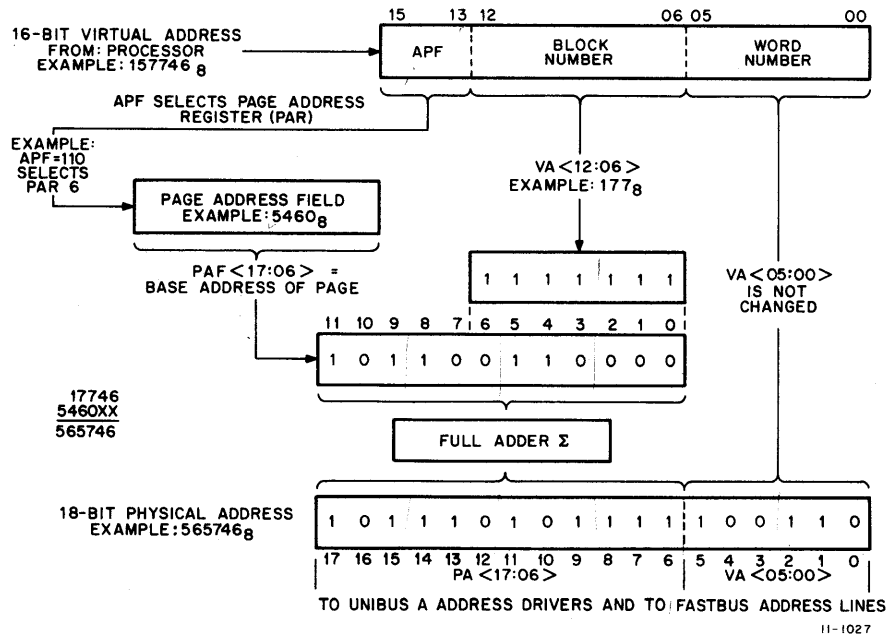 15 13 12 06 05 00
16-BIT VIRTUAL ADDRESS
FROM: PROCESSOR
EXAMPLE: 157746 8
APF
BLOCK
NUMBER
WORD
NUMBER
APF SELECTS PAGE ADDRESS
REGISTER (PAR)
EXAMPLE:
APF=110
SELECTS
PAR 6
VA <12:06>
EXAMPLE: 177 8
PAGE ADDRESS FIELD
EXAMPLE: 5460 8
PAF <17:06> =
BASE ADDRESS OF PAGE
1 1 1 1 1 1 1
VA <05:00>
IS NOT
CHANGED
11 10 9 8 7 6 5 4 3 2 1 0
1 0 1 1 0 0 1 1 0 0 0 0
17746
5460XX
565746
FULL ADDER Σ
18-BIT PHYSICAL ADDRESS
EXAMPLE: 565746 8
1 0 1 1 1 0 1 0 1 1 1 1 1 0 0 1 1 0
17 16 15 14 13 12 11 10 9 8 7 6 5 4 3 2 1 0
PA <17:06> VA <05:00>
TO UNIBUS A ADDRESS DRIVERS AND TO FASTBUS ADDRESS LINES
11-1027